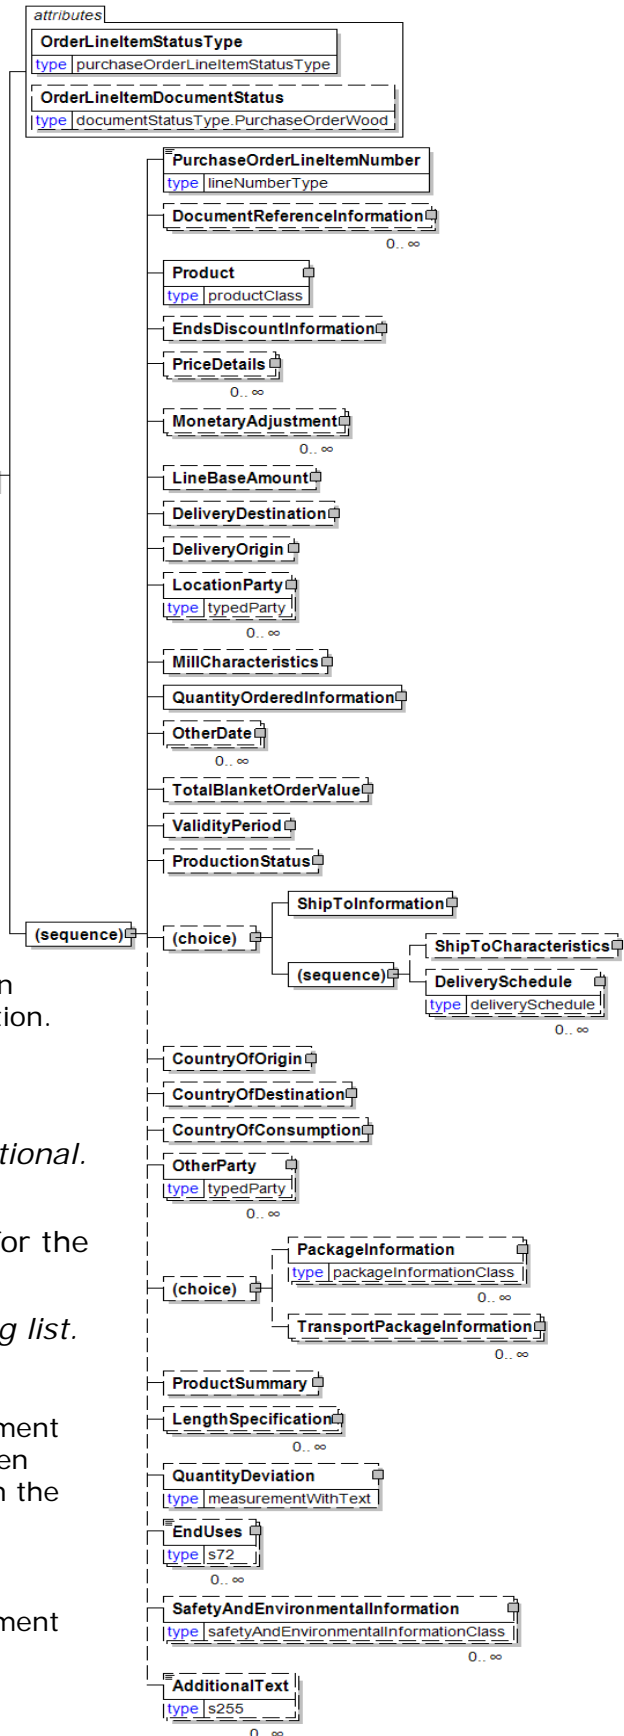 attributes
OrderLineItemStatusType
type purchaseOrderLineItemStatusType
OrderLineItemDocumentStatus
type documentStatusType.PurchaseOrderWood
PurchaseOrderLineItemNumber
type lineNumberType
DocumentReferenceInformation
0.. ∞
Product
type productClass
EndsDiscountInformation
PriceDetails
0.. ∞
MonetaryAdjustment
0.. ∞
LineBaseAmount
DeliveryDestination
DeliveryOrigin
LocationParty
type typedParty
0.. ∞
MillCharacteristics
QuantityOrderedInformation
OtherDate
0.. ∞
TotalBlanketOrderValue
ValidityPeriod
ProductionStatus
(sequence)
(choice)
ShipToInformation
(sequence)
ShipToCharacteristics
DeliverySchedule
type deliverySchedule
0.. ∞
n
tion.
CountryOfOrigin
CountryOfDestination
CountryOfConsumption
tional.
OtherParty
type typedParty
0.. ∞
for the
(choice)
PackageInformation
type packageInformationClass
0.. ∞
TransportPackageInformation
0.. ∞
g list.
ProductSummary
LengthSpecification
0.. ∞
ment
en
n the
QuantityDeviation
type measurementWithText
EndUses
type s72
0.. ∞
SafetyAndEnvironmentalInformation
type safetyAndEnvironmentalInformationClass
0.. ∞
ment
AdditionalText
type s255
0.. ∞